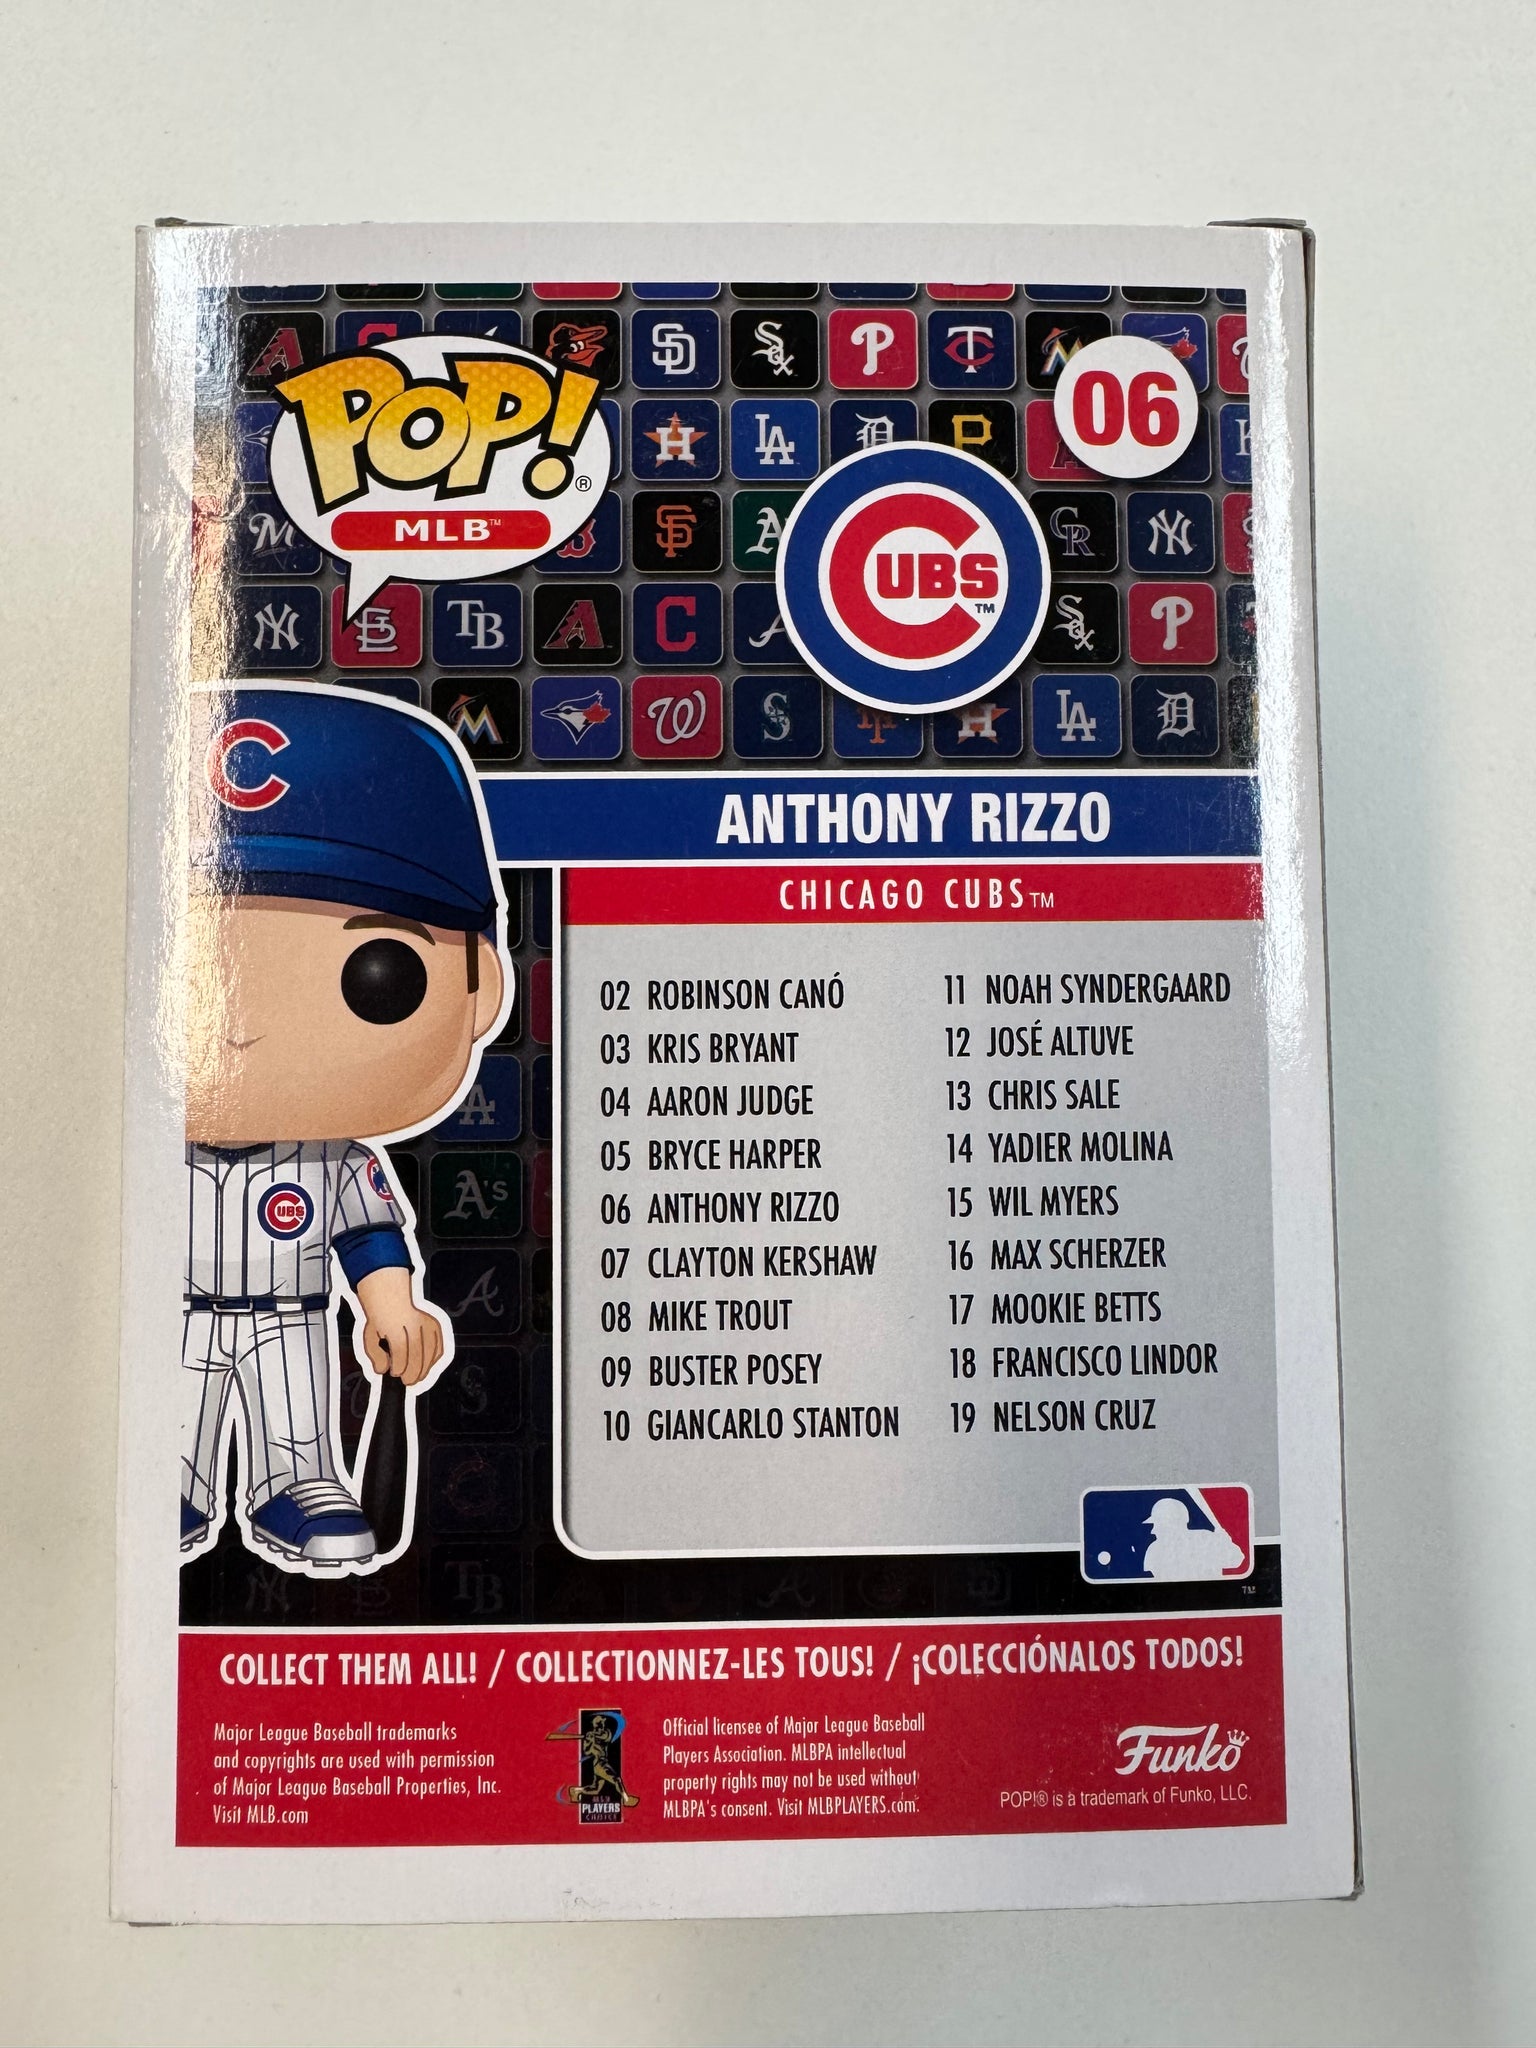 POP!®
MLB™
06
CUBS™
ANTHONY RIZZO
CHICAGO CUBS™
02 ROBINSON CANÓ
03 KRIS BRYANT
04 AARON JUDGE
05 BRYCE HARPER
06 ANTHONY RIZZO
07 CLAYTON KERSHAW
08 MIKE TROUT
09 BUSTER POSEY
10 GIANCARLO STANTON
11 NOAH SYNDERGAARD
12 JOSÉ ALTUVE
13 CHRIS SALE
14 YADIER MOLINA
15 WIL MYERS
16 MAX SCHERZER
17 MOOKIE BETTS
18 FRANCISCO LINDOR
19 NELSON CRUZ
COLLECT THEM ALL! / COLLECTIONNEZ-LES TOUS! / ¡COLECCIÓNALOS TODOS!
Major League Baseball trademarks
and copyrights are used with permission
of Major League Baseball Properties, Inc.
Visit MLB.com
PLAYERS
CHOICE
Official licensee of Major League Baseball
Players Association. MLBPA intellectual
property rights may not be used without
MLBPA's consent. Visit MLBPLAYERS.com.
Funko
POP!® is a trademark of Funko, LLC.